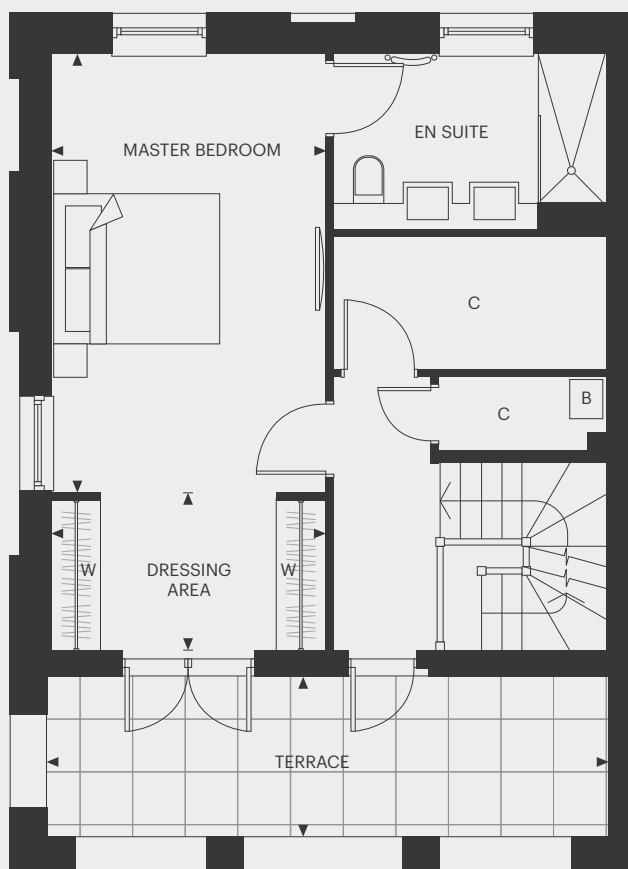 MASTER BEDROOM
EN SUITE
C
C
B
W
DRESSING
AREA
W
TERRACE